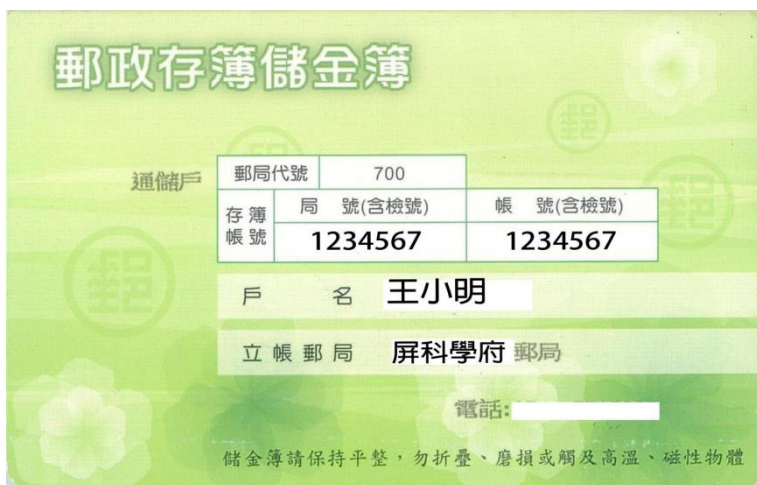 郵政存簿儲金簿
通儲戶
郵局代號 700
存簿帳號 局 號(含檢號) 帳 號(含檢號)
1234567 1234567
戶 名 王小明
立帳郵局 屏科學府 郵局
電話:
儲金簿請保持平整,勿折疊、磨損或觸及高溫、磁性物體